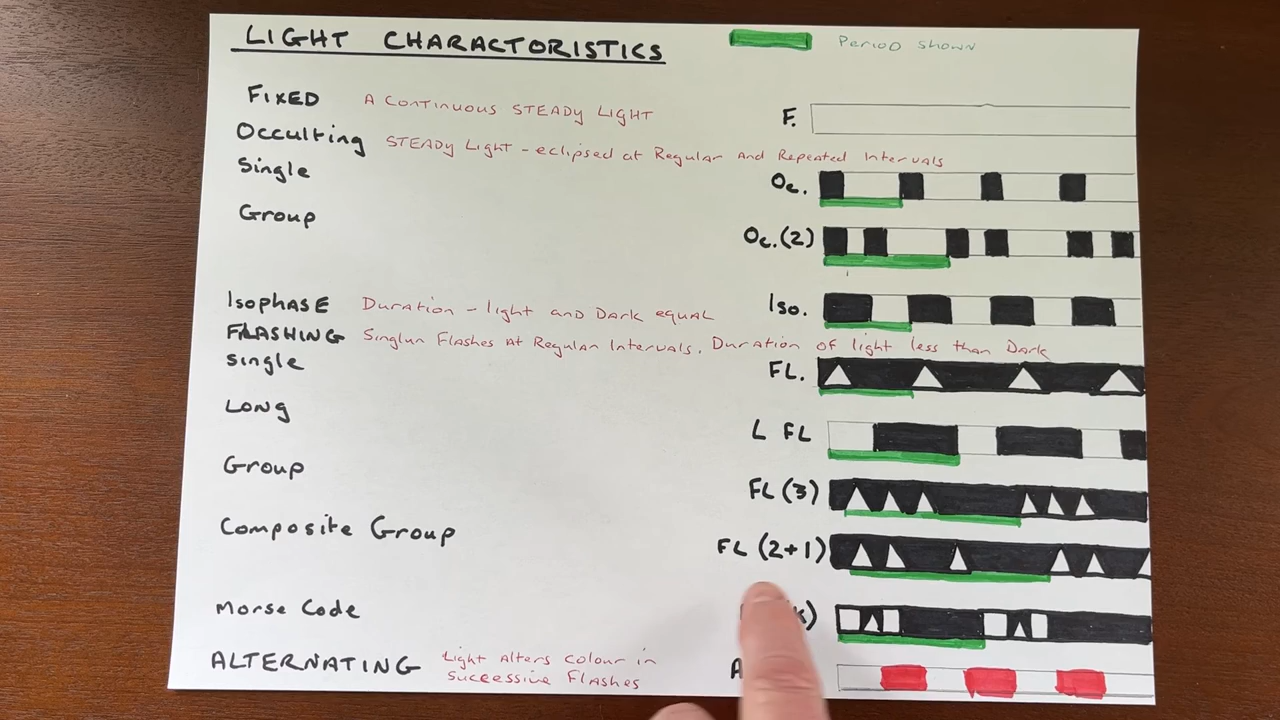 LIGHT CHARACTORISTICS
Period Shown
FIXED A Continuous STEADY LIGHT F.
Occulting STEADY Light - eclipsed at Regular and Repeated Intervals
Single Oc.
Group Oc. (2)
ISOPHASE Duration - light and Dark equal Iso.
FLASHING Singlun Flashes At Regular Intervals. Duration of light less than Dark
Single FL.
Long L FL
Group FL (3)
Composite Group FL (2+1)
Morse Code
ALTERNATING Light Alters Colour in
successive Flashes